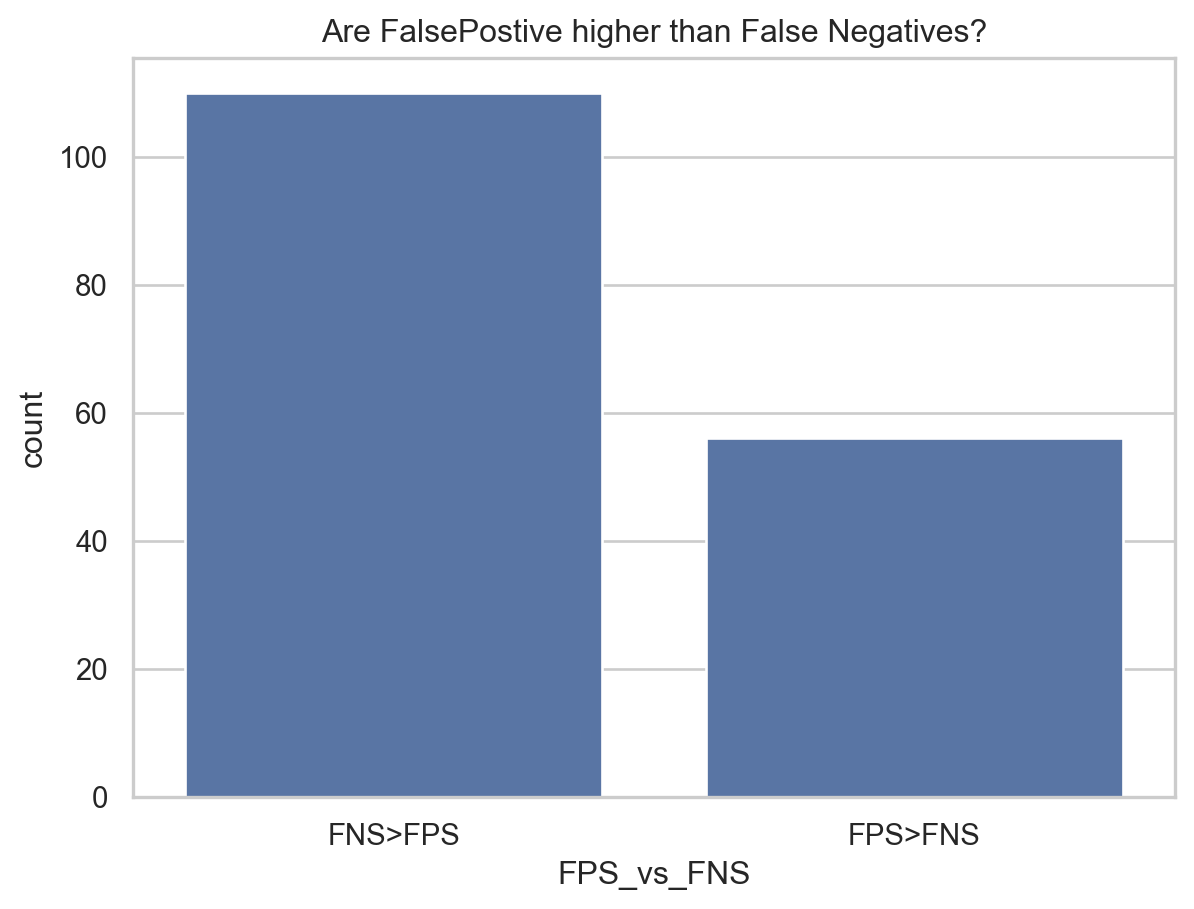 Are FalsePostive higher than False Negatives?
100
80
60
40
20
0
count
FNS>FPS
FPS>FNS
FPS_vs_FNS